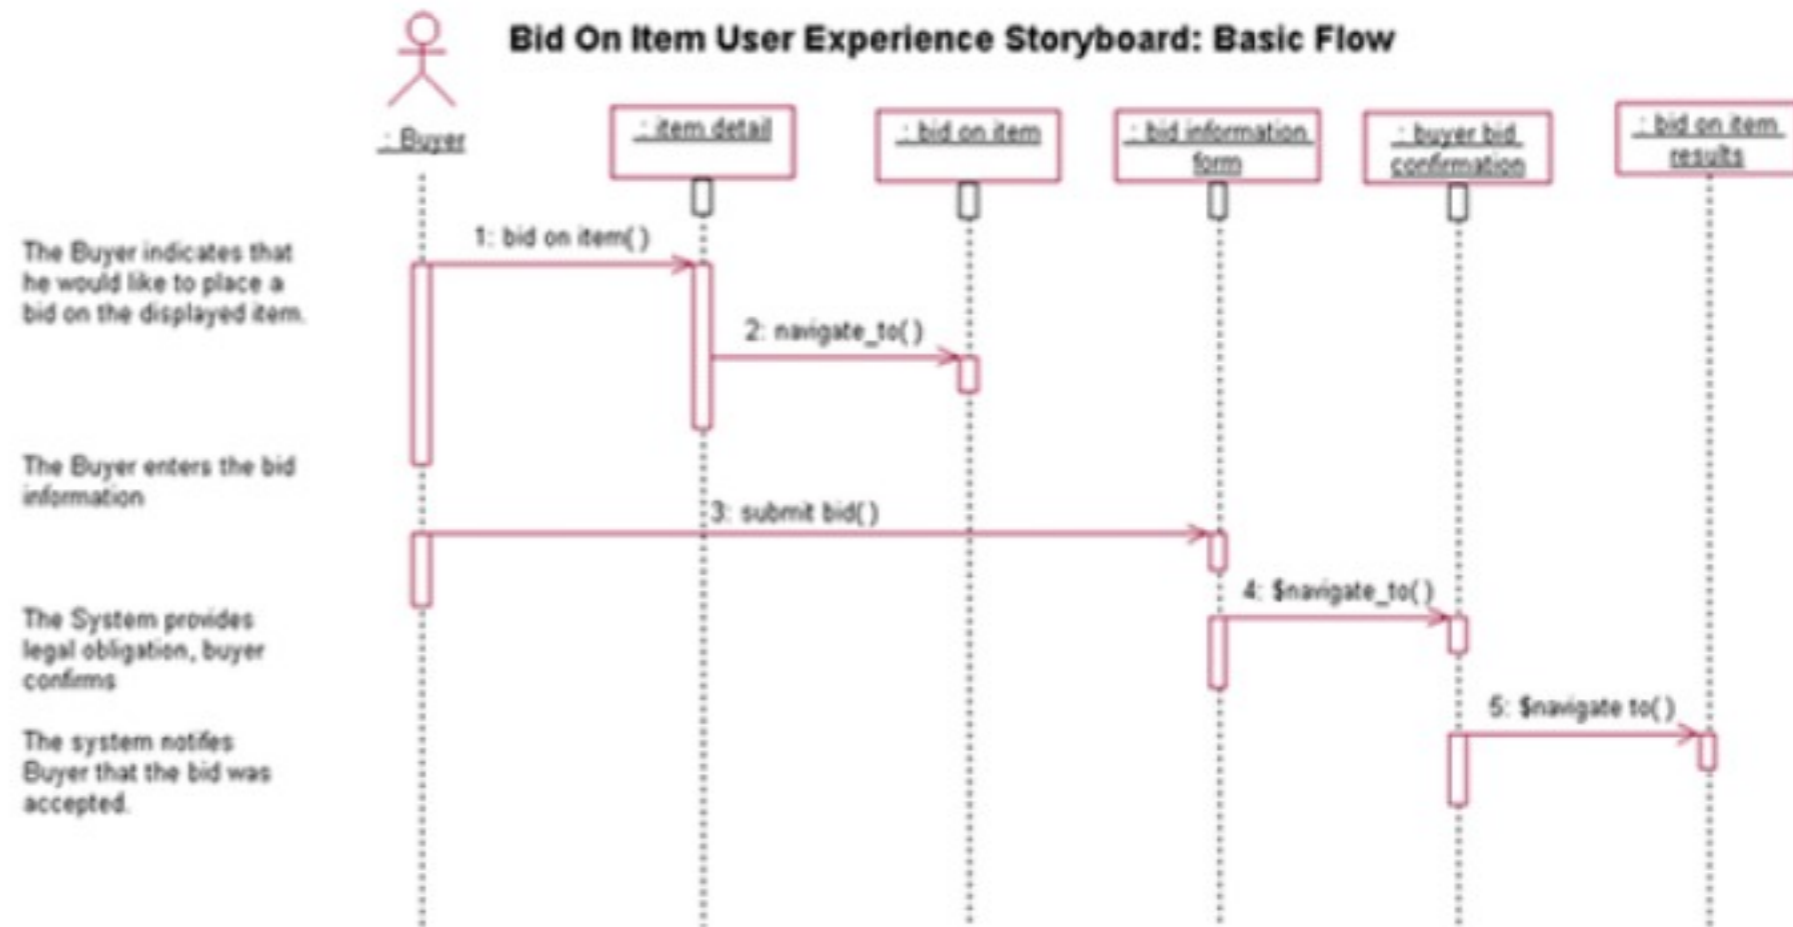 Bid On Item User Experience Storyboard: Basic Flow
: Buyer
: item detail
: bid on item
: bid information
form
: buyer bid
confirmation
: bid on item
results
The Buyer indicates that
he would like to place a
bid on the displayed item.
1: bid on item( )
2: navigate_to( )
The Buyer enters the bid
information
3: submit bid( )
The System provides
legal obligation, buyer
confirms
4: $navigate_to( )
The system notifes
Buyer that the bid was
accepted.
5: $navigate to( )